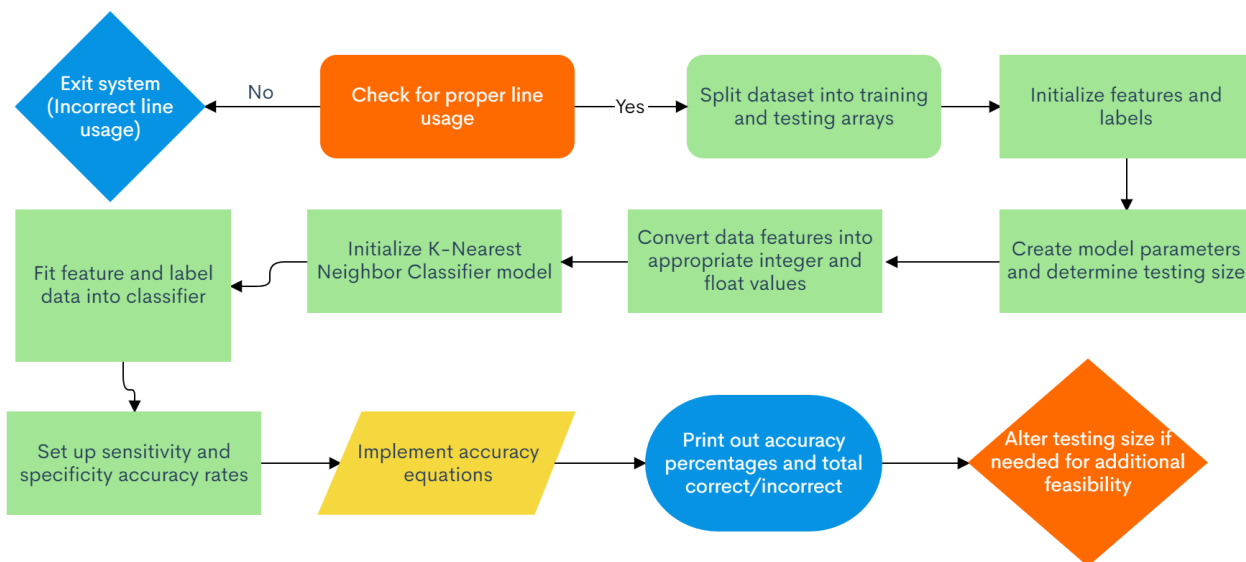 Exit system
(Incorrect line
usage)
No
Check for proper line
usage
Yes
Split dataset into training
and testing arrays
Initialize features and
labels
Create model parameters
and determine testing size
Convert data features into
appropriate integer and
float values
Initialize K-Nearest
Neighbor Classifier model
Fit feature and label
data into classifier
Set up sensitivity and
specificity accuracy rates
Implement accuracy
equations
Print out accuracy
percentages and total
correct/incorrect
Alter testing size if
needed for additional
feasibility